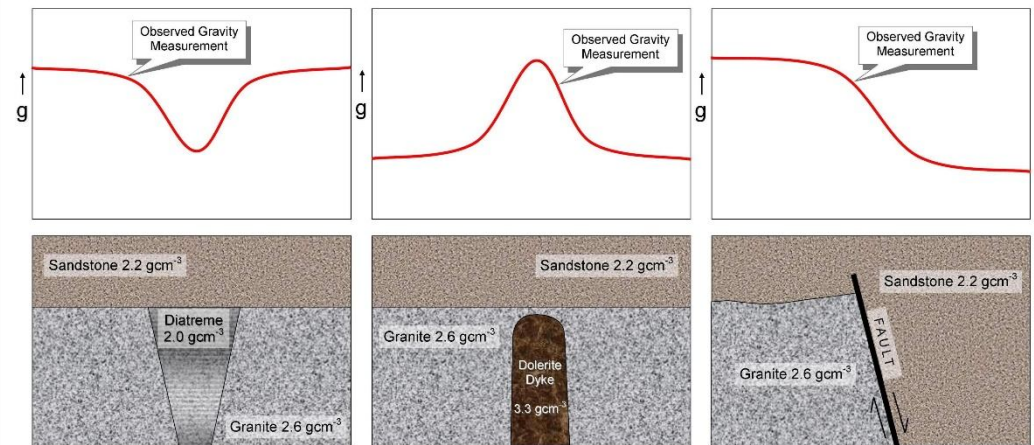 Observed Gravity
Measurement
g
Observed Gravity
Measurement
g
Observed Gravity
Measurement
g
Sandstone 2.2 gcm⁻³
Diatreme
2.0 gcm⁻³
Granite 2.6 gcm⁻³
Sandstone 2.2 gcm⁻³
Granite 2.6 gcm⁻³
Dolerite
Dyke
3.3 gcm⁻³
Sandstone 2.2 gcm⁻³
FAULT
Granite 2.6 gcm⁻³